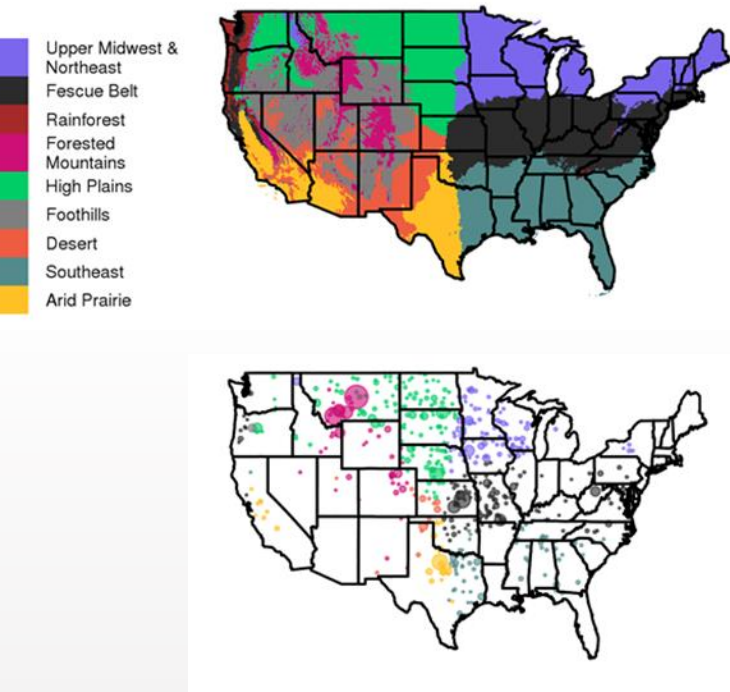 Upper Midwest &
Northeast
Fescue Belt
Rainforest
Forested
Mountains
High Plains
Foothills
Desert
Southeast
Arid Prairie